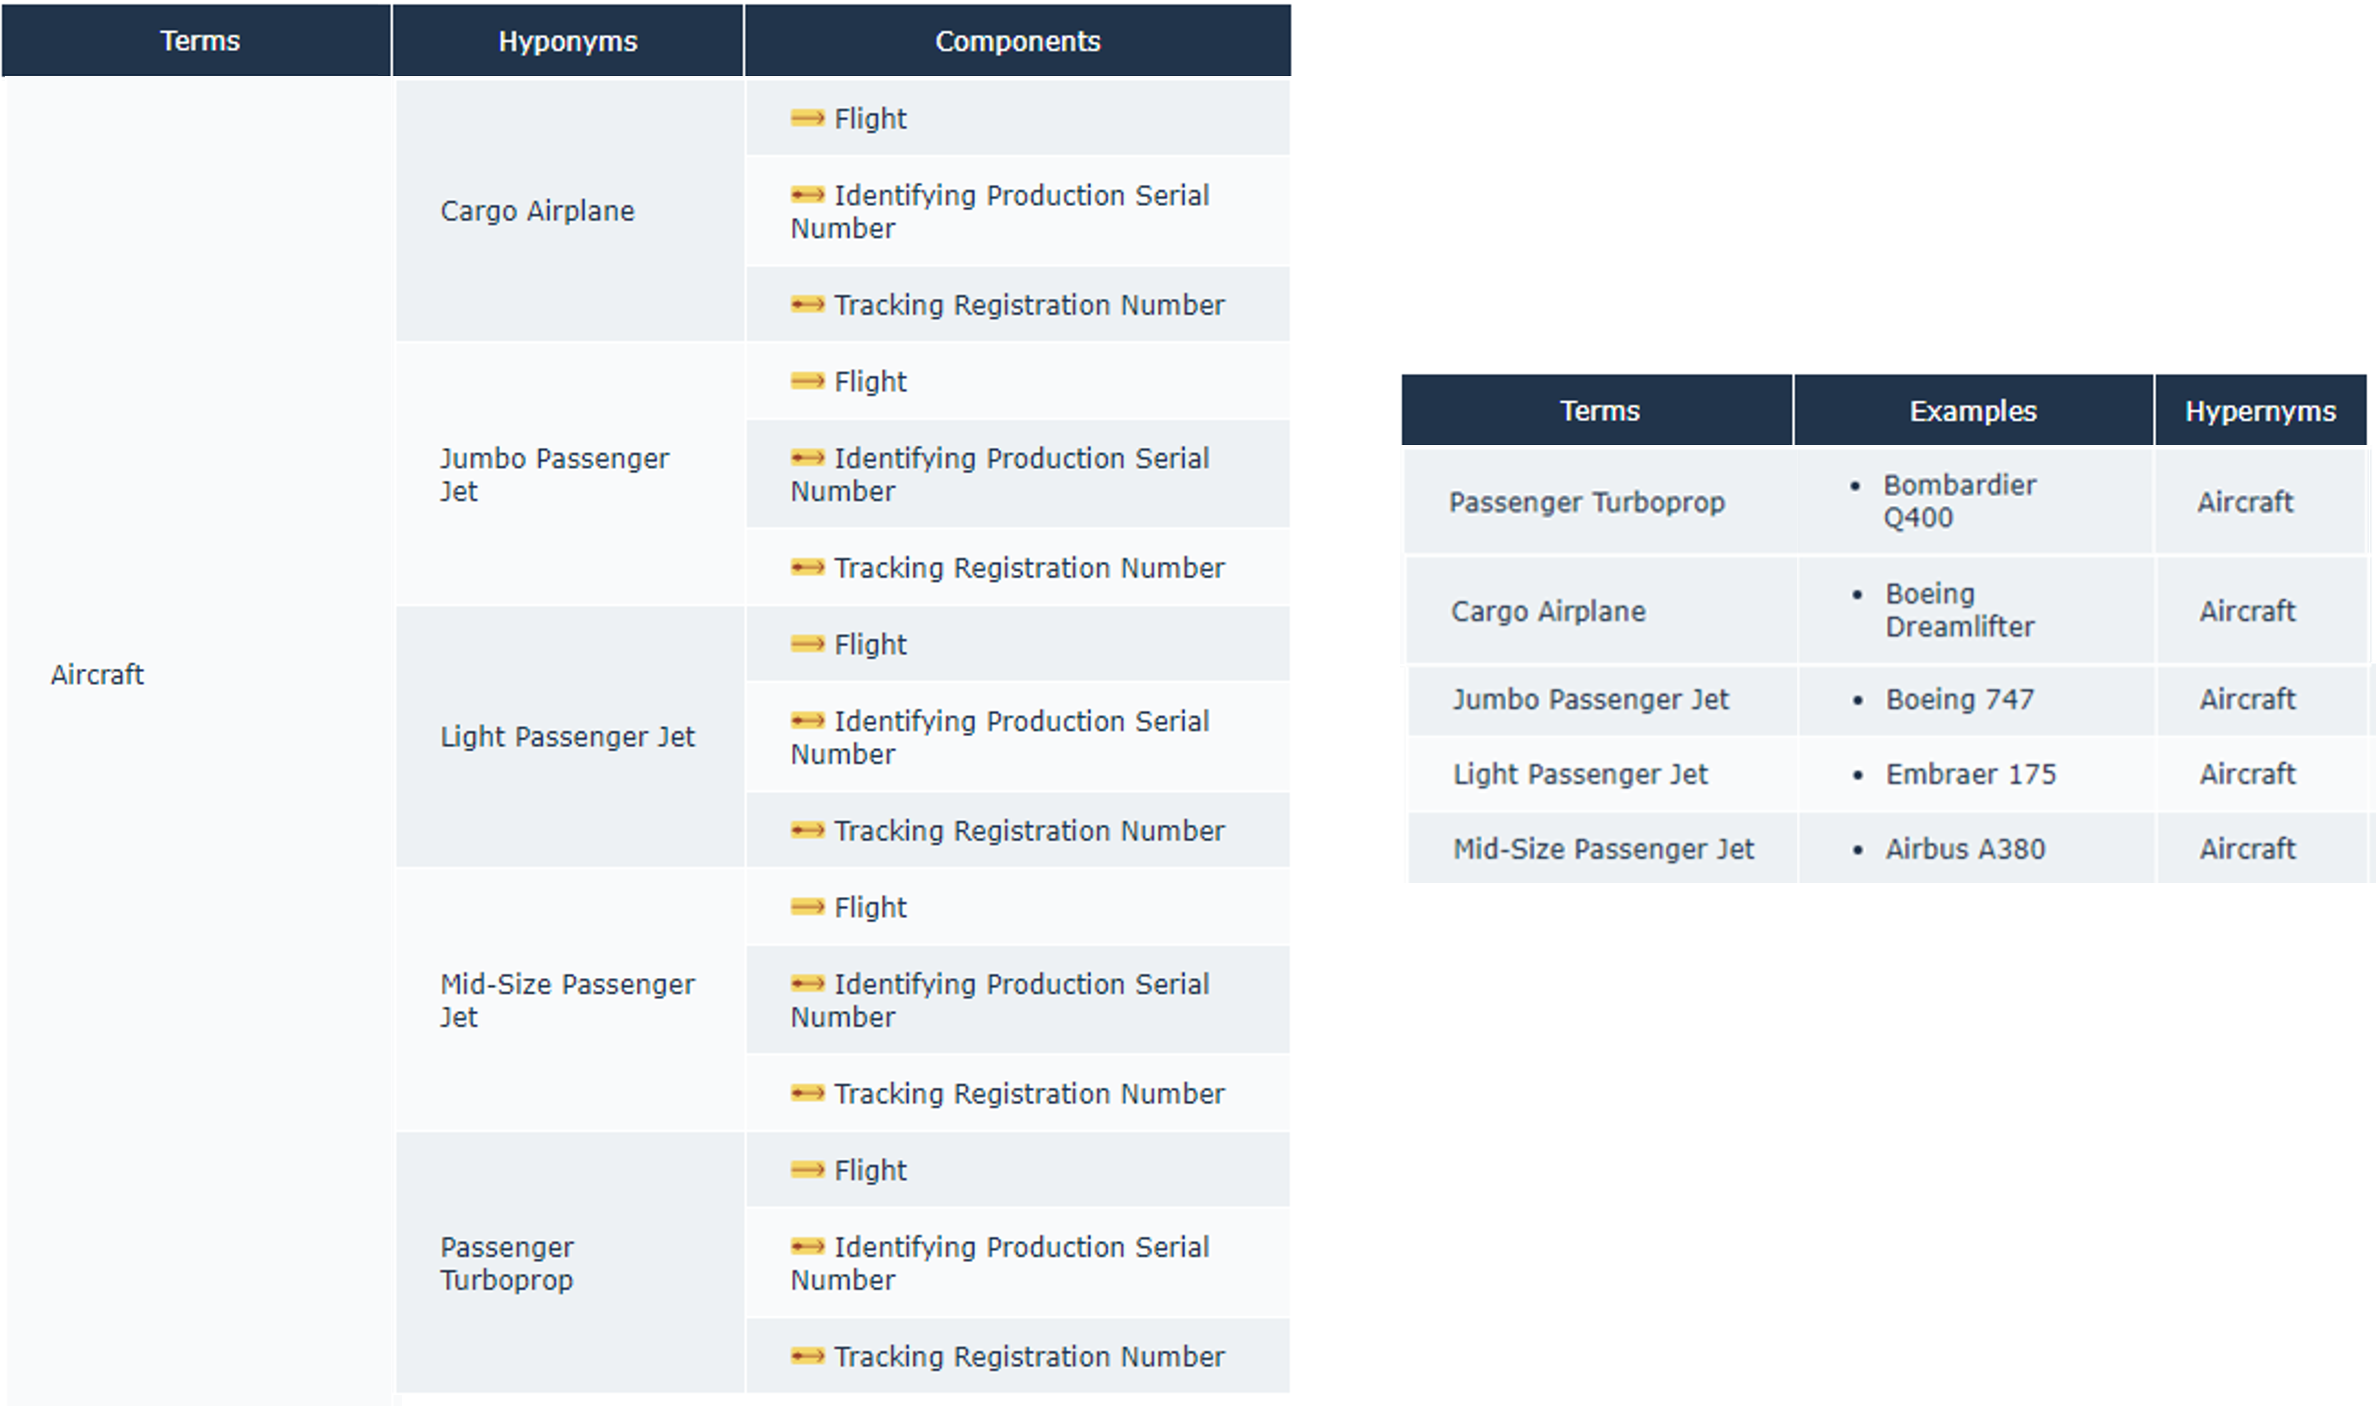 Terms Hyponyms Components
Aircraft
Cargo Airplane
Flight
Identifying Production Serial
Number
Tracking Registration Number
Jumbo Passenger
Jet
Flight
Identifying Production Serial
Number
Tracking Registration Number
Light Passenger Jet
Flight
Identifying Production Serial
Number
Tracking Registration Number
Mid-Size Passenger
Jet
Flight
Identifying Production Serial
Number
Tracking Registration Number
Passenger
Turboprop
Flight
Identifying Production Serial
Number
Tracking Registration Number
Terms Examples Hypernyms
Passenger Turboprop
• Bombardier
Q400
Aircraft
Cargo Airplane
• Boeing
Dreamlifter
Aircraft
Jumbo Passenger Jet • Boeing 747 Aircraft
Light Passenger Jet • Embraer 175 Aircraft
Mid-Size Passenger Jet • Airbus A380 Aircraft